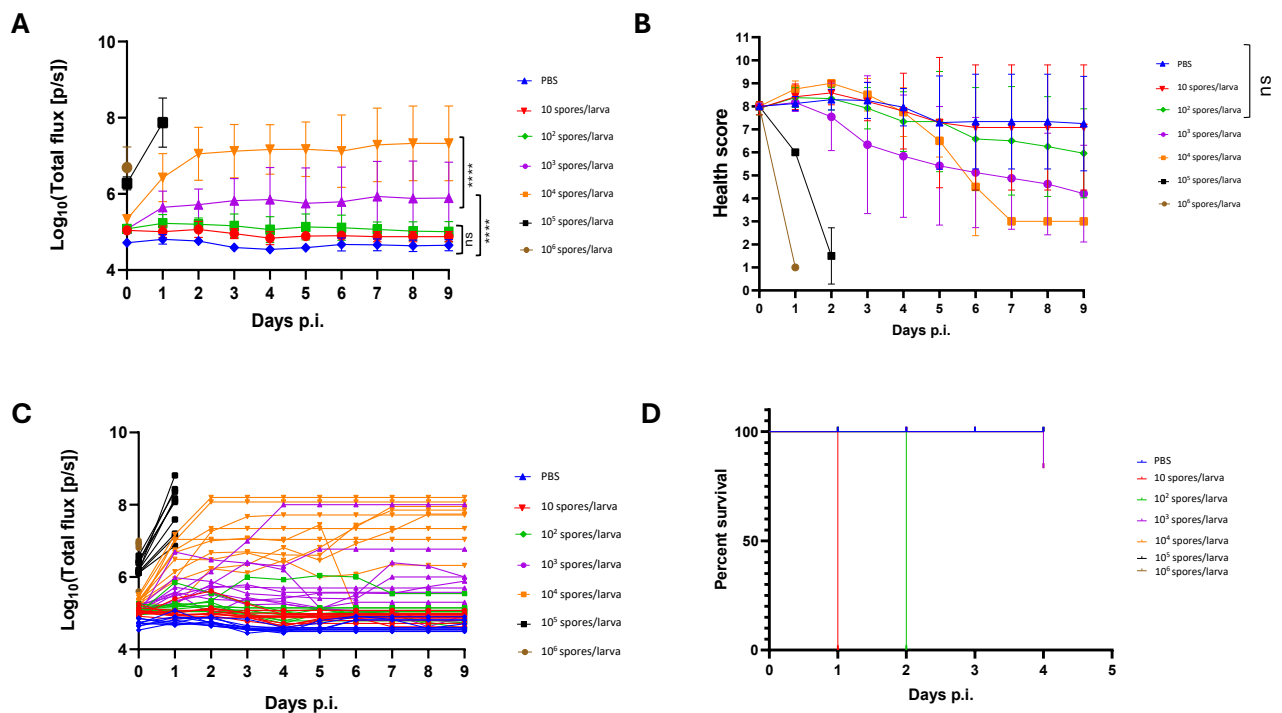 A
Log10(Total flux [p/s])
10
8
6
4
0 1 2 3 4 5 6 7 8 9
Days p.i.
PBS
10 spores/larva
10² spores/larva
10³ spores/larva
10⁴ spores/larva
10⁵ spores/larva
10⁶ spores/larva
****
ns
****
B
Health score
11
10
9
8
7
6
5
4
3
2
1
0
0 1 2 3 4 5 6 7 8 9
Days p.i.
PBS
10 spores/larva
10² spores/larva
10³ spores/larva
10⁴ spores/larva
10⁵ spores/larva
10⁶ spores/larva
ns
C
Log10(Total flux [p/s])
10
8
6
4
0 1 2 3 4 5 6 7 8 9
Days p.i.
PBS
10 spores/larva
10² spores/larva
10³ spores/larva
10⁴ spores/larva
10⁵ spores/larva
10⁶ spores/larva
D
Percent survival
100
50
0
0 1 2 3 4 5
Days p.i.
PBS
10 spores/larva
10² spores/larva
10³ spores/larva
10⁴ spores/larva
10⁵ spores/larva
10⁶ spores/larva